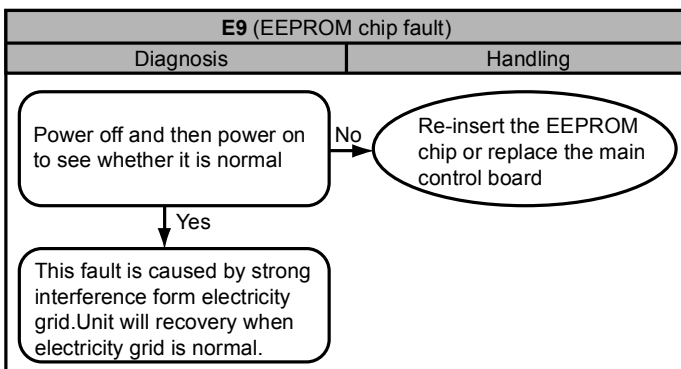 E9 (EEPROM chip fault)
Diagnosis
Handling
Power off and then power on
to see whether it is normal
No
Re-insert the EEPROM
chip or replace the main
control board
Yes
This fault is caused by strong
interference form electricity
grid.Unit will recovery when
electricity grid is normal.